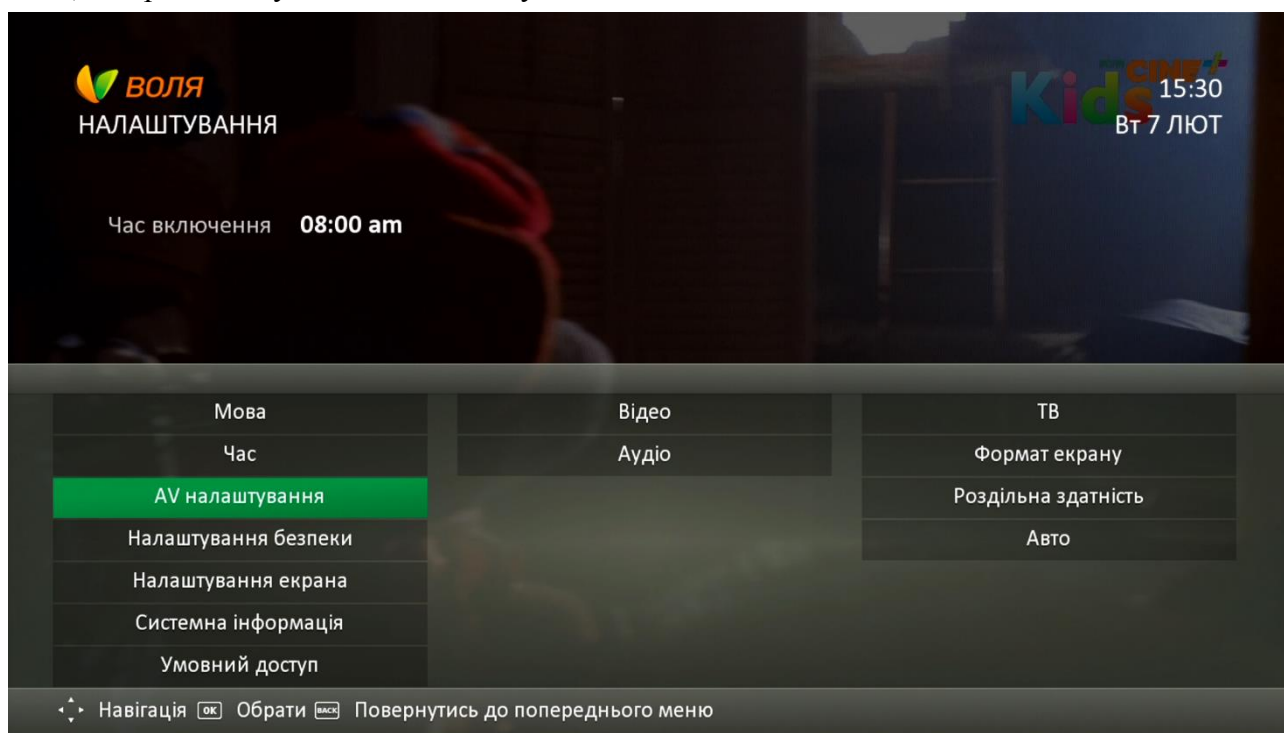 воля
НАЛАШТУВАННЯ
CINE+
Kids
15:30
Вт 7 ЛЮТ
Час включення 08:00 am
Мова
Час
AV налаштування
Налаштування безпеки
Налаштування екрана
Системна інформація
Умовний доступ
Відео
Аудіо
ТВ
Формат екрану
Роздільна здатність
Авто
Навігація OK Обрати BACK Повернутись до попереднього меню